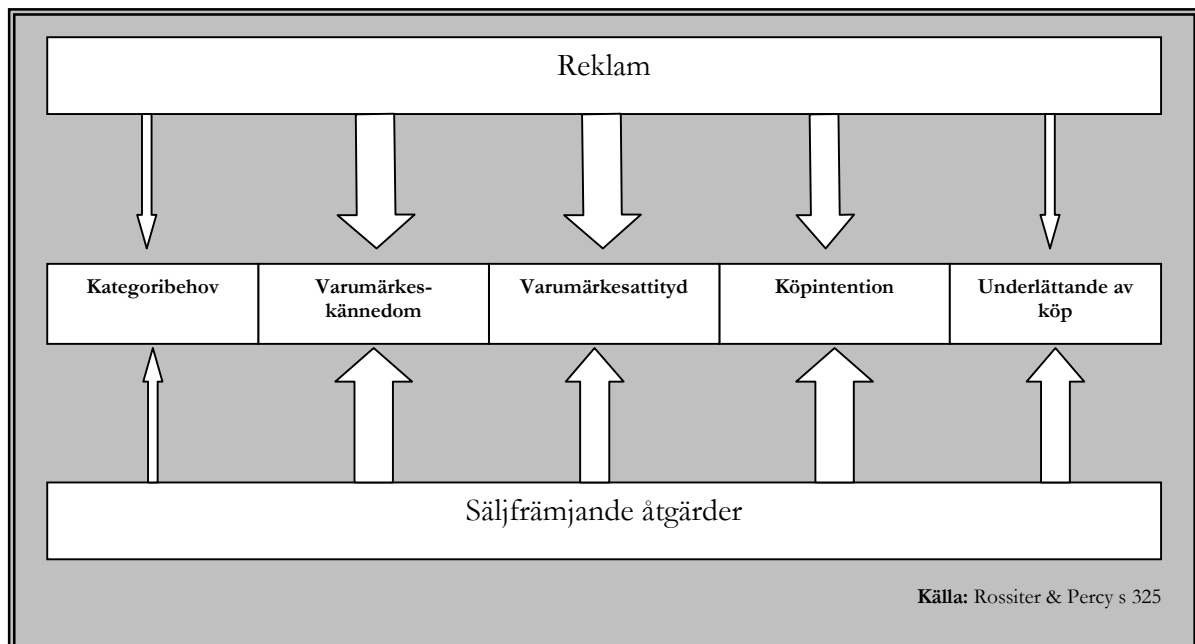 Reklam
Kategoribehov
Varumärkes-
kännedom
Varumärkesattityd
Köpintention
Underlättande av
köp
Säljfrämjande åtgärder
Källa: Rossiter & Percy s 325